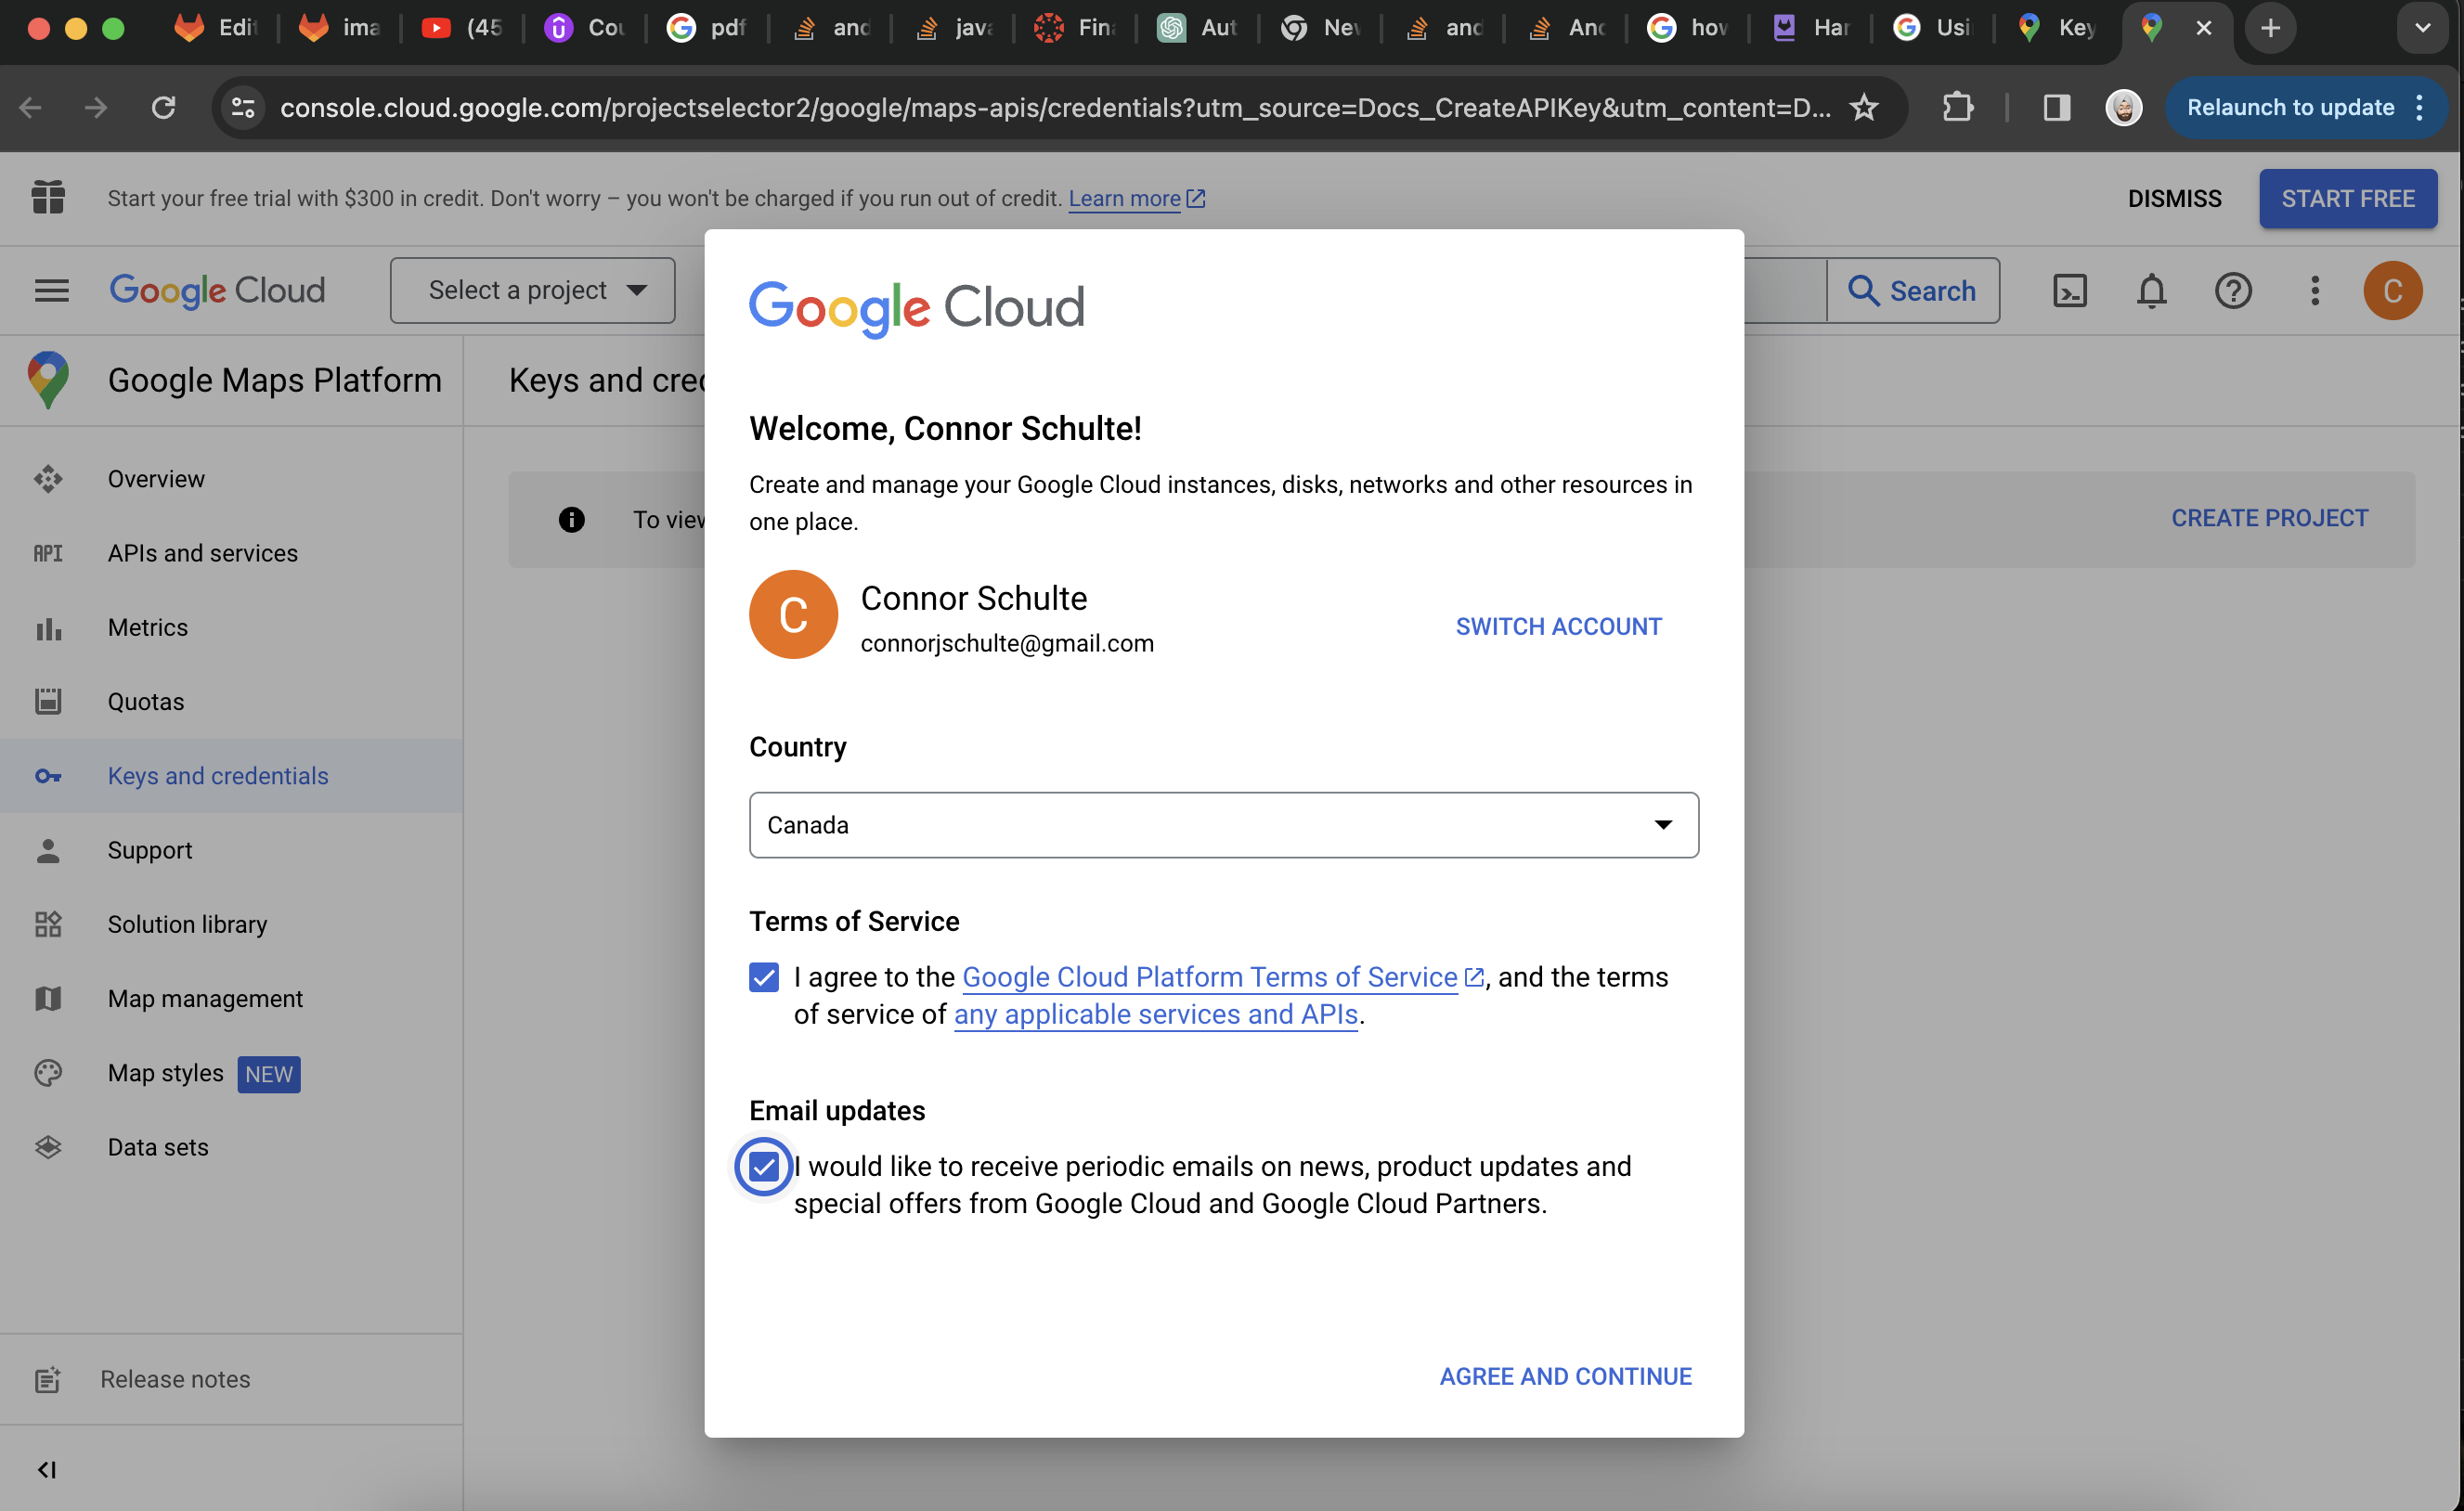 Edi
ima
(45
Cou
pdf
and
java
Fina
Aut
Nev
and
And
how
Har
Usi
Key
console.cloud.google.com/projectselector2/google/maps-apis/credentials?utm_source=Docs_CreateAPIKey&utm_content=D...
Relaunch to update
Start your free trial with $300 in credit. Don't worry – you won't be charged if you run out of credit. Learn more
DISMISS
START FREE
Google Cloud
Select a project
Search
C
Google Maps Platform
Keys and cre
Overview
API
APIs and services
Metrics
Quotas
Keys and credentials
Support
Solution library
Map management
Map styles NEW
Data sets
Release notes
To view
CREATE PROJECT
Google Cloud
Welcome, Connor Schulte!
Create and manage your Google Cloud instances, disks, networks and other resources in
one place.
C
Connor Schulte
connorjschulte@gmail.com
SWITCH ACCOUNT
Country
Canada
Terms of Service
I agree to the Google Cloud Platform Terms of Service, and the terms
of service of any applicable services and APIs.
Email updates
I would like to receive periodic emails on news, product updates and
special offers from Google Cloud and Google Cloud Partners.
AGREE AND CONTINUE